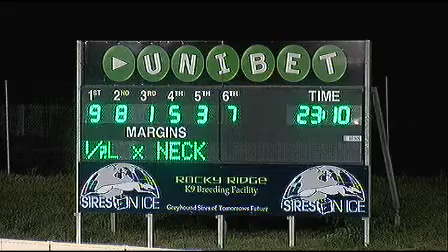 UNIBET
1ST 2ND 3RD 4TH 5TH 6TH TIME
9 8 1 5 3 7 23:10
MARGINS
1/2L x NECK
ROCKY RIDGE
K9 Breeding Facility
Greyhound Sires of Tomorrows Future
SIRES ON ICE
SIRES ON ICE